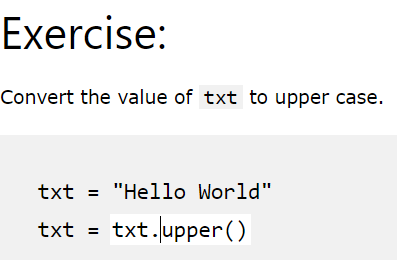 Exercise:
Convert the value of txt to upper case.
txt = "Hello World"
txt = txt.upper()